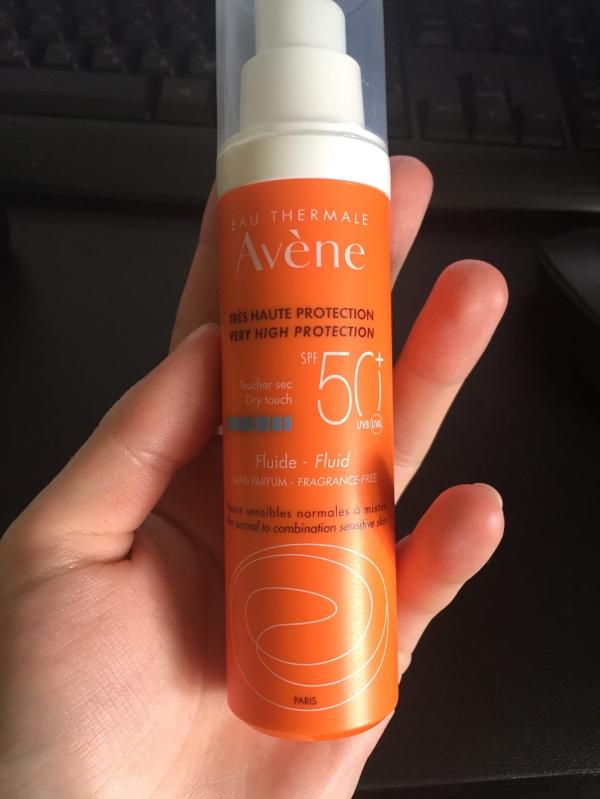 EAU THERMALE
Avène
TRÈS HAUTE PROTECTION
VERY HIGH PROTECTION
SPF 50+
Toucher sec
Dry touch
UVB UVA
Fluide - Fluid
SANS PARFUM - FRAGRANCE-FREE
Peaux sensibles normales à mixtes
For normal to combination sensitive skin
PARIS